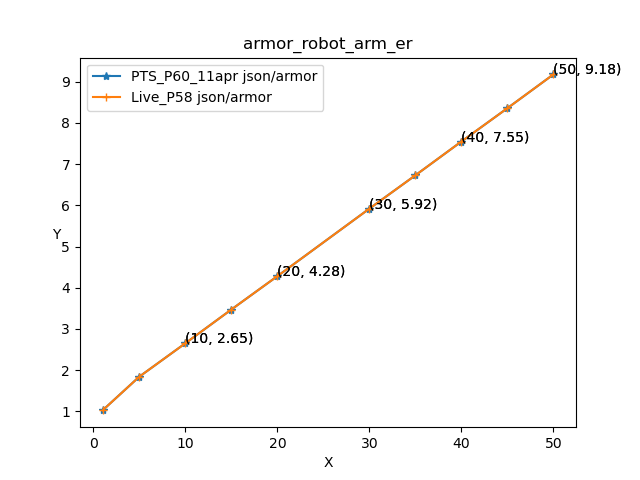 armor_robot_arm_er
PTS_P60_11apr json/armor
Live_P58 json/armor
(50, 9.18)
(40, 7.55)
(30, 5.92)
(20, 4.28)
(10, 2.65)
9
8
7
6
5
4
3
2
1
Y
0 10 20 30 40 50
X